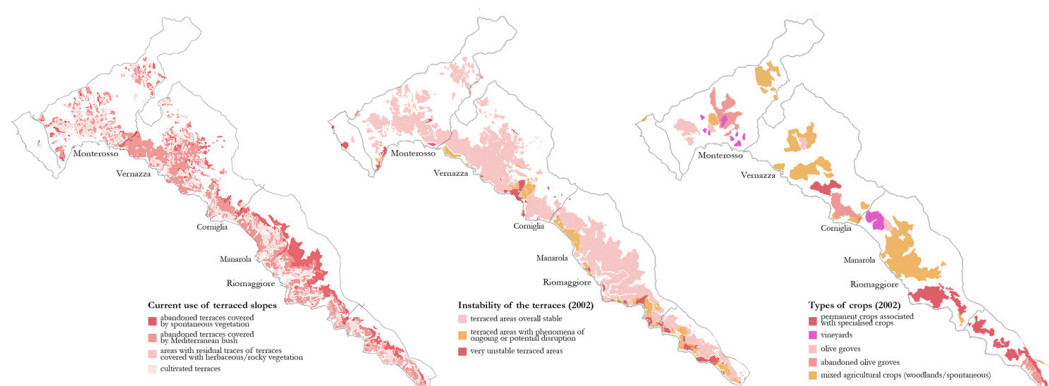 Monterosso
Vernazza
Corniglia
Manarola
Riomaggiore
Current use of terraced slopes
abandoned terraces covered
by spontaneous vegetation
abandoned terraces covered
by Mediterranean bush
areas with residual traces of terraces
covered with herbaceous/rocky vegetation
cultivated terraces
Monterosso
Vernazza
Corniglia
Manarola
Riomaggiore
Instability of the terraces (2002)
terraced areas overall stable
terraced areas with phenomena of
ongoing or potential disruption
very unstable terraced areas
Monterosso
Vernazza
Corniglia
Manarola
Riomaggiore
Types of crops (2002)
permanent crops associated
with specialised crops
vineyards
olive groves
abandoned olive groves
mixed agricultural crops (woodlands/spontaneous)